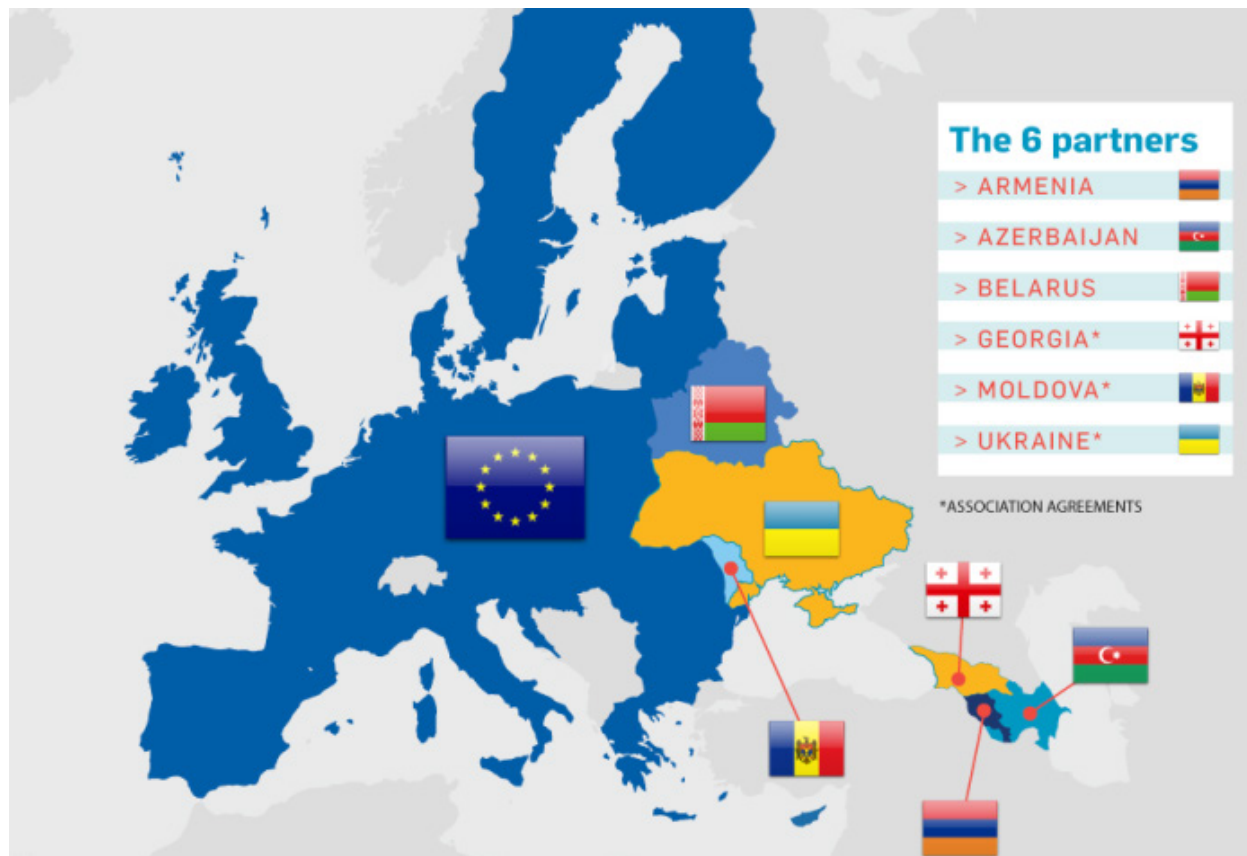 The 6 partners
> ARMENIA
> AZERBAIJAN
> BELARUS
> GEORGIA*
> MOLDOVA*
> UKRAINE*
*ASSOCIATION AGREEMENTS